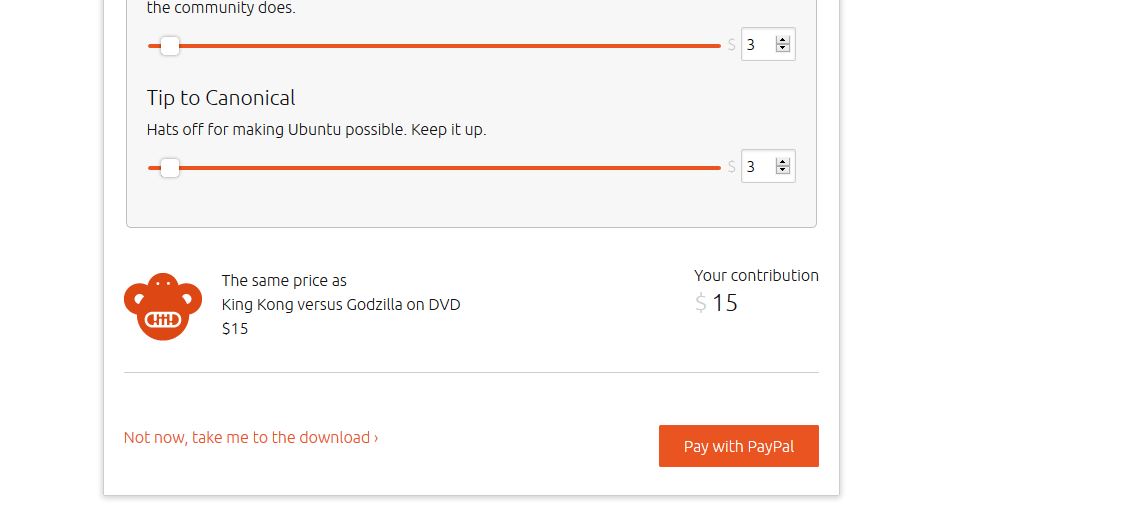 the community does.
$ 3
Tip to Canonical
Hats off for making Ubuntu possible. Keep it up.
$ 3
The same price as
King Kong versus Godzilla on DVD
$15
Your contribution
$ 15
Not now, take me to the download ›
Pay with PayPal